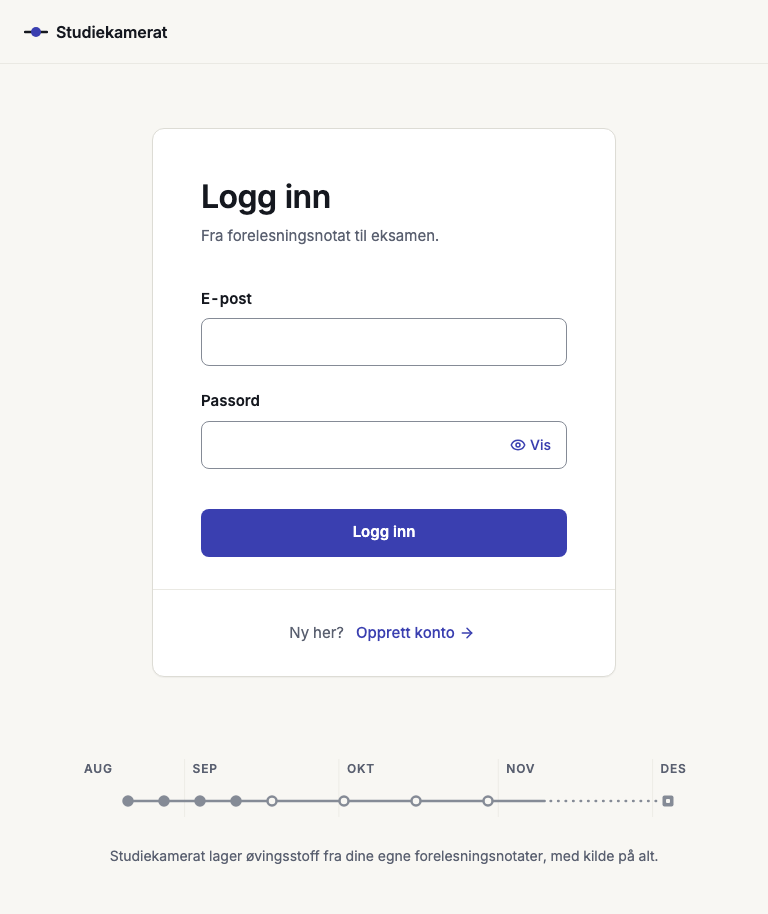 Studiekamerat
Logg inn
Fra forelesningsnotat til eksamen.
E-post
Passord
Vis
Logg inn
Ny her? Opprett konto →
AUG SEP OKT NOV DES
Studiekamerat lager øvingsstoff fra dine egne forelesningsnotater, med kilde på alt.